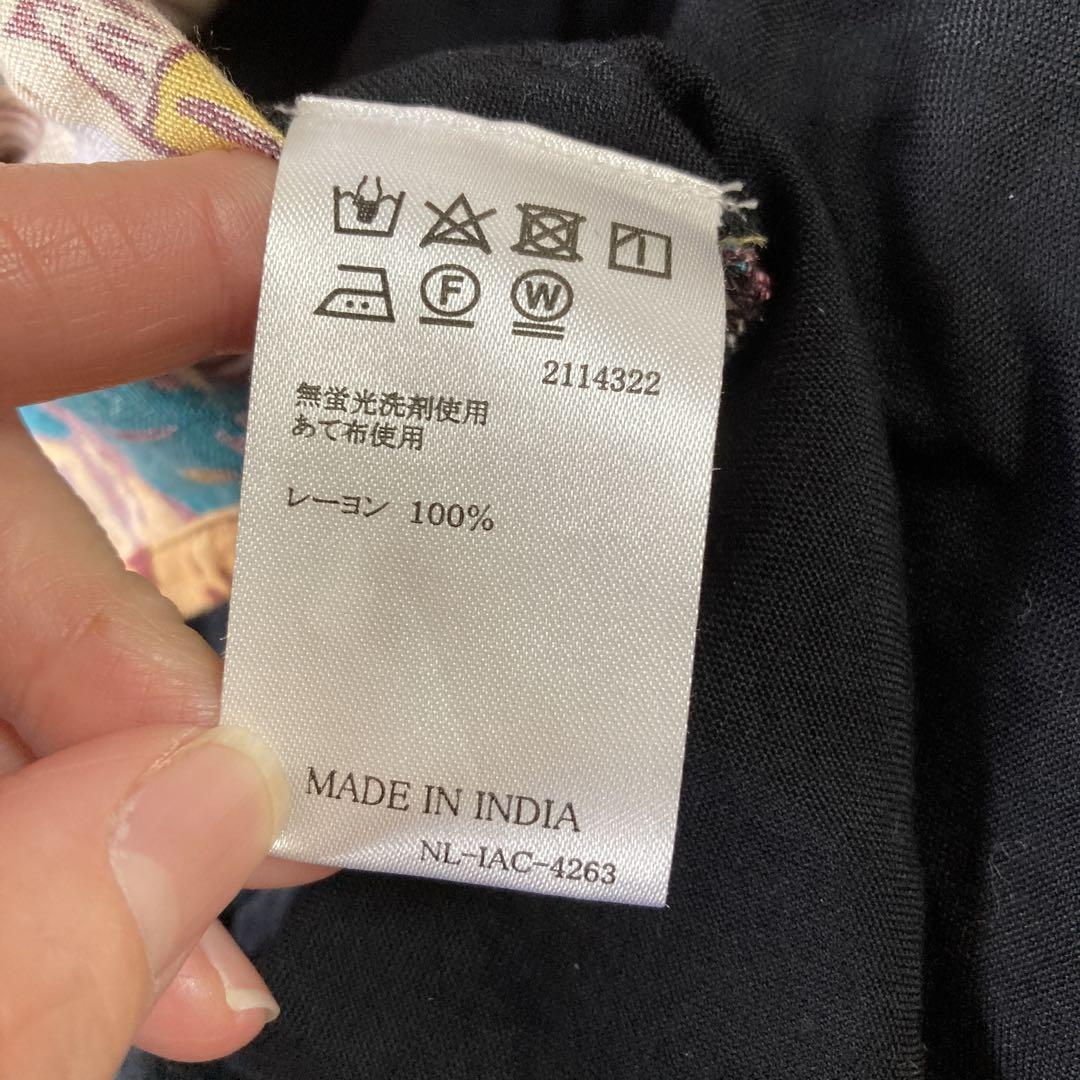 F W
2114322
無蛍光洗剤使用
あて布使用
レーヨン 100%
MADE IN INDIA
NL-IAC-4263